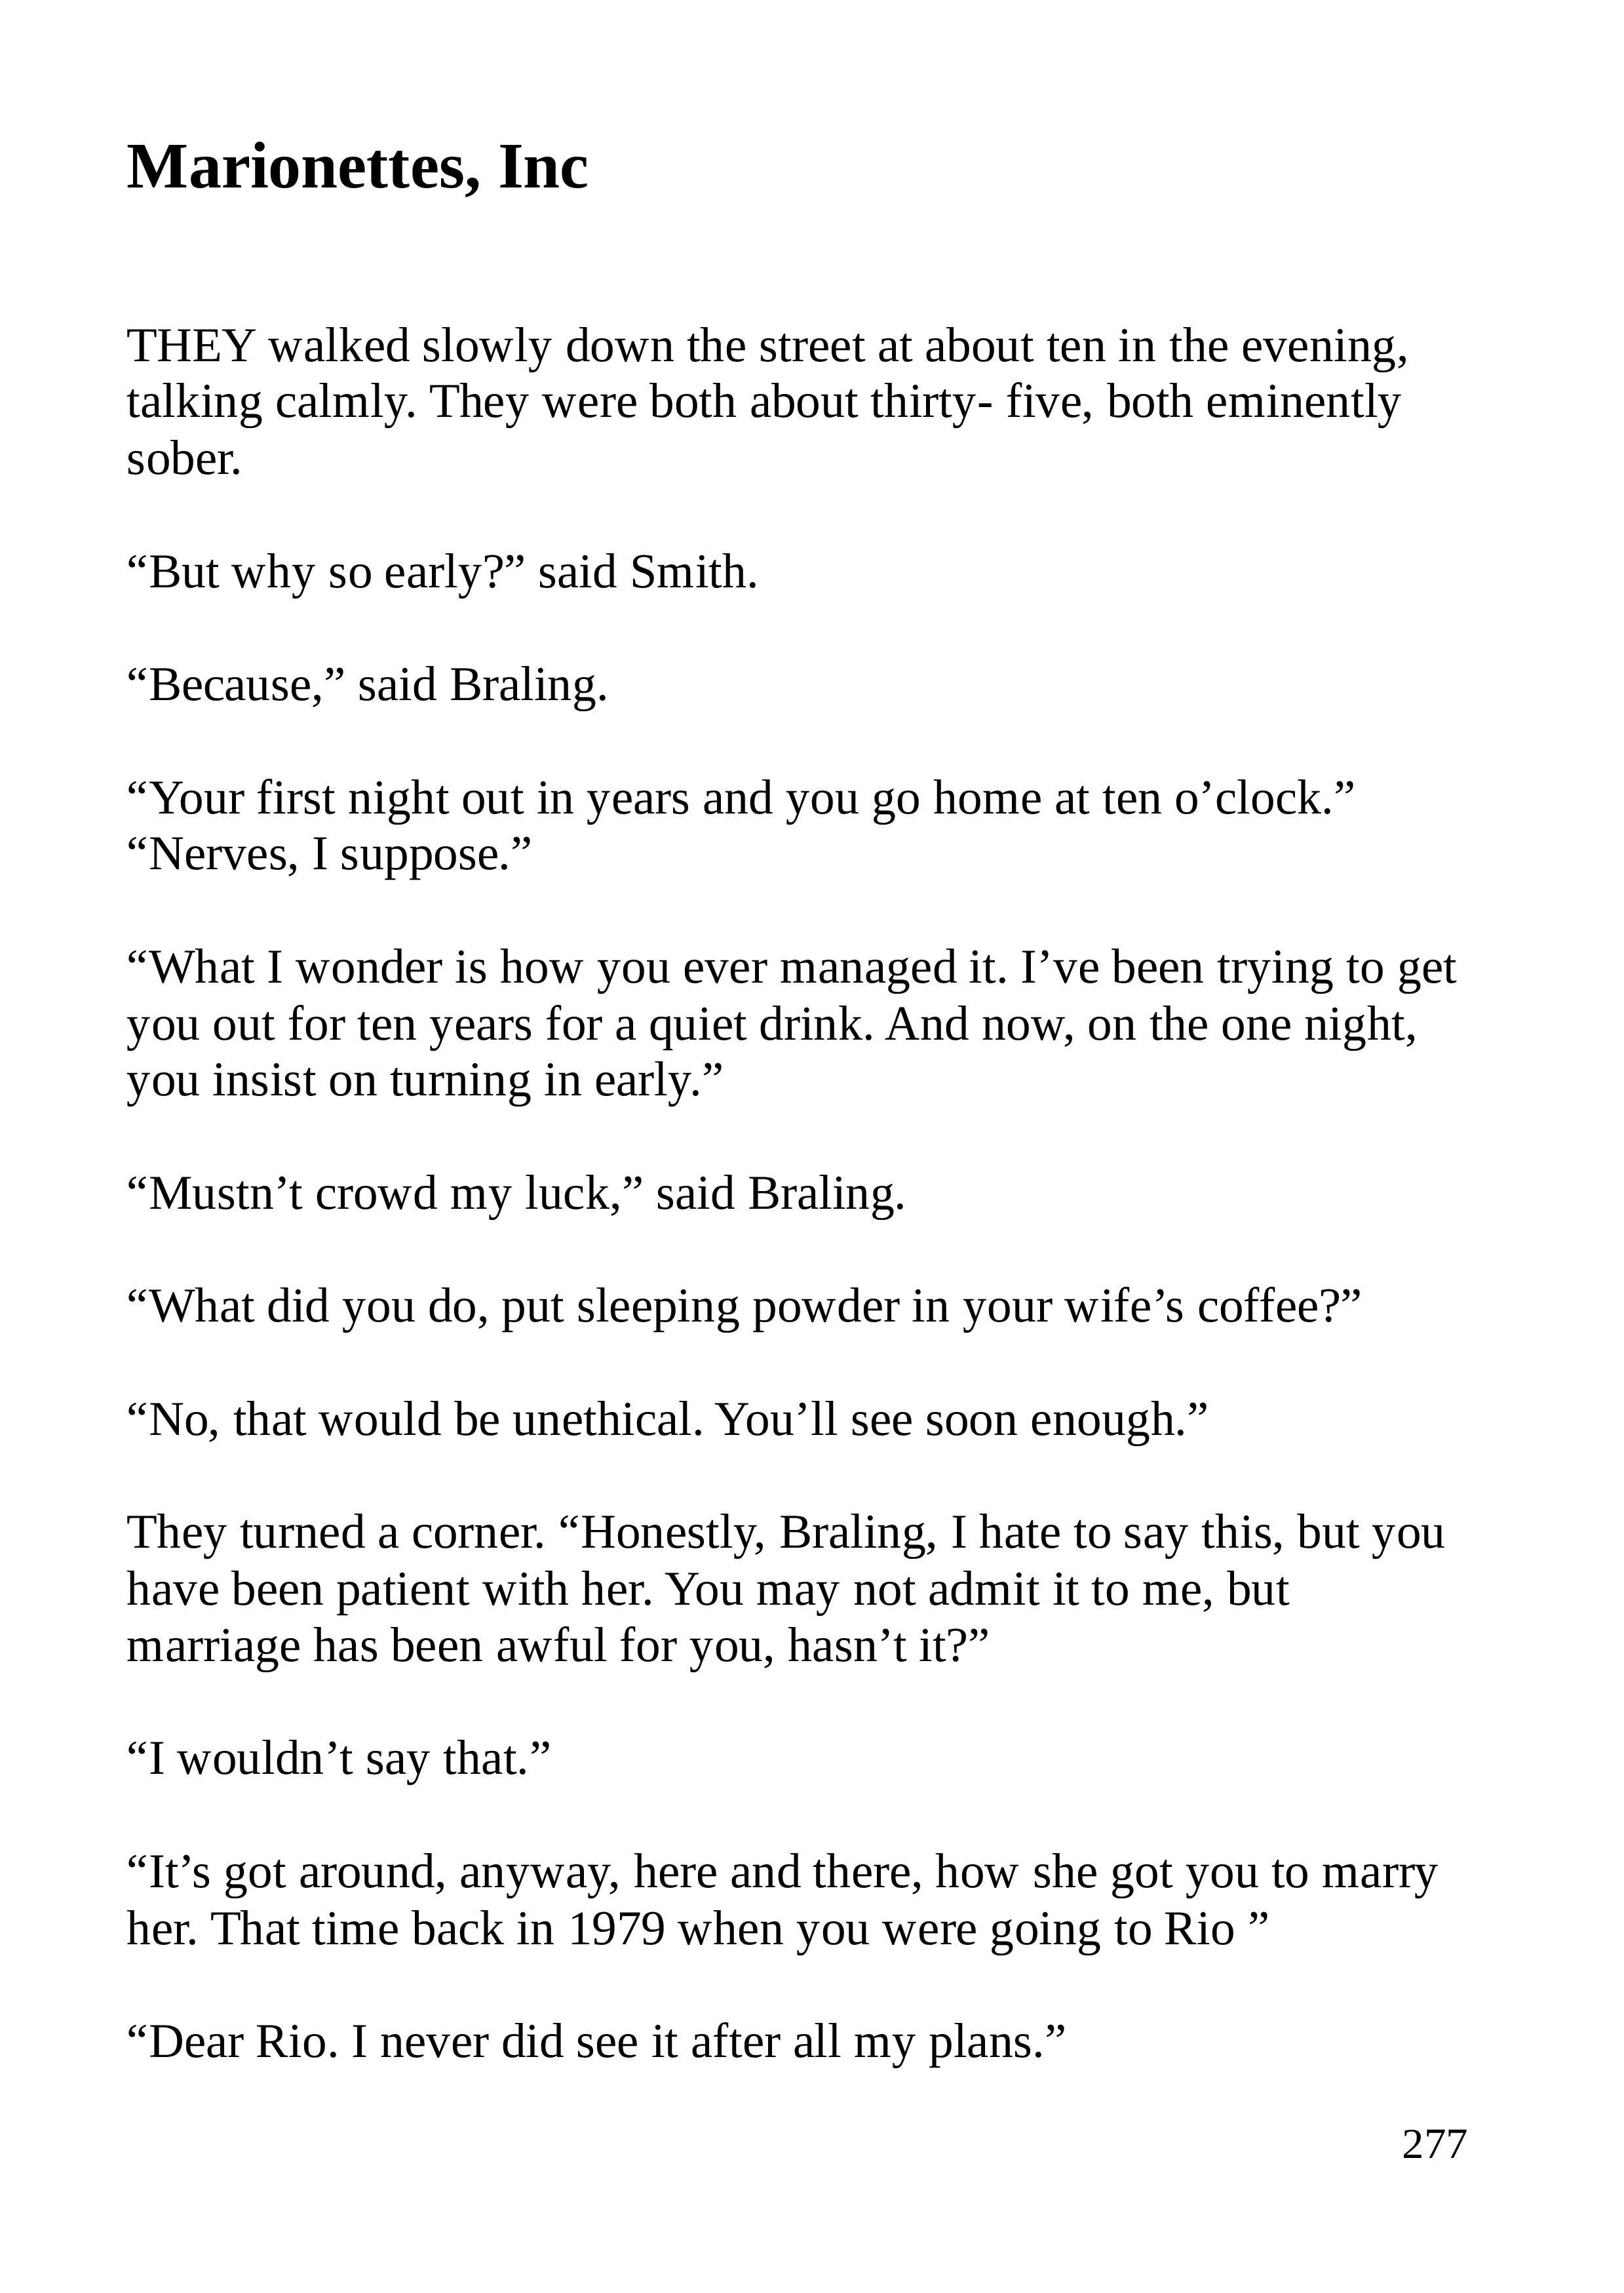 Marionettes, Inc
THEY walked slowly down the street at about ten in the evening,
talking calmly. They were both about thirty- five, both eminently
sober.
“But why so early?” said Smith.
“Because,” said Braling.
“Your first night out in years and you go home at ten o’clock.”
“Nerves, I suppose.”
“What I wonder is how you ever managed it. I’ve been trying to get
you out for ten years for a quiet drink. And now, on the one night,
you insist on turning in early.”
“Mustn’t crowd my luck,” said Braling.
“What did you do, put sleeping powder in your wife’s coffee?”
“No, that would be unethical. You’ll see soon enough.”
They turned a corner. “Honestly, Braling, I hate to say this, but you
have been patient with her. You may not admit it to me, but
marriage has been awful for you, hasn’t it?”
“I wouldn’t say that.”
“It’s got around, anyway, here and there, how she got you to marry
her. That time back in 1979 when you were going to Rio ”
“Dear Rio. I never did see it after all my plans.”
277